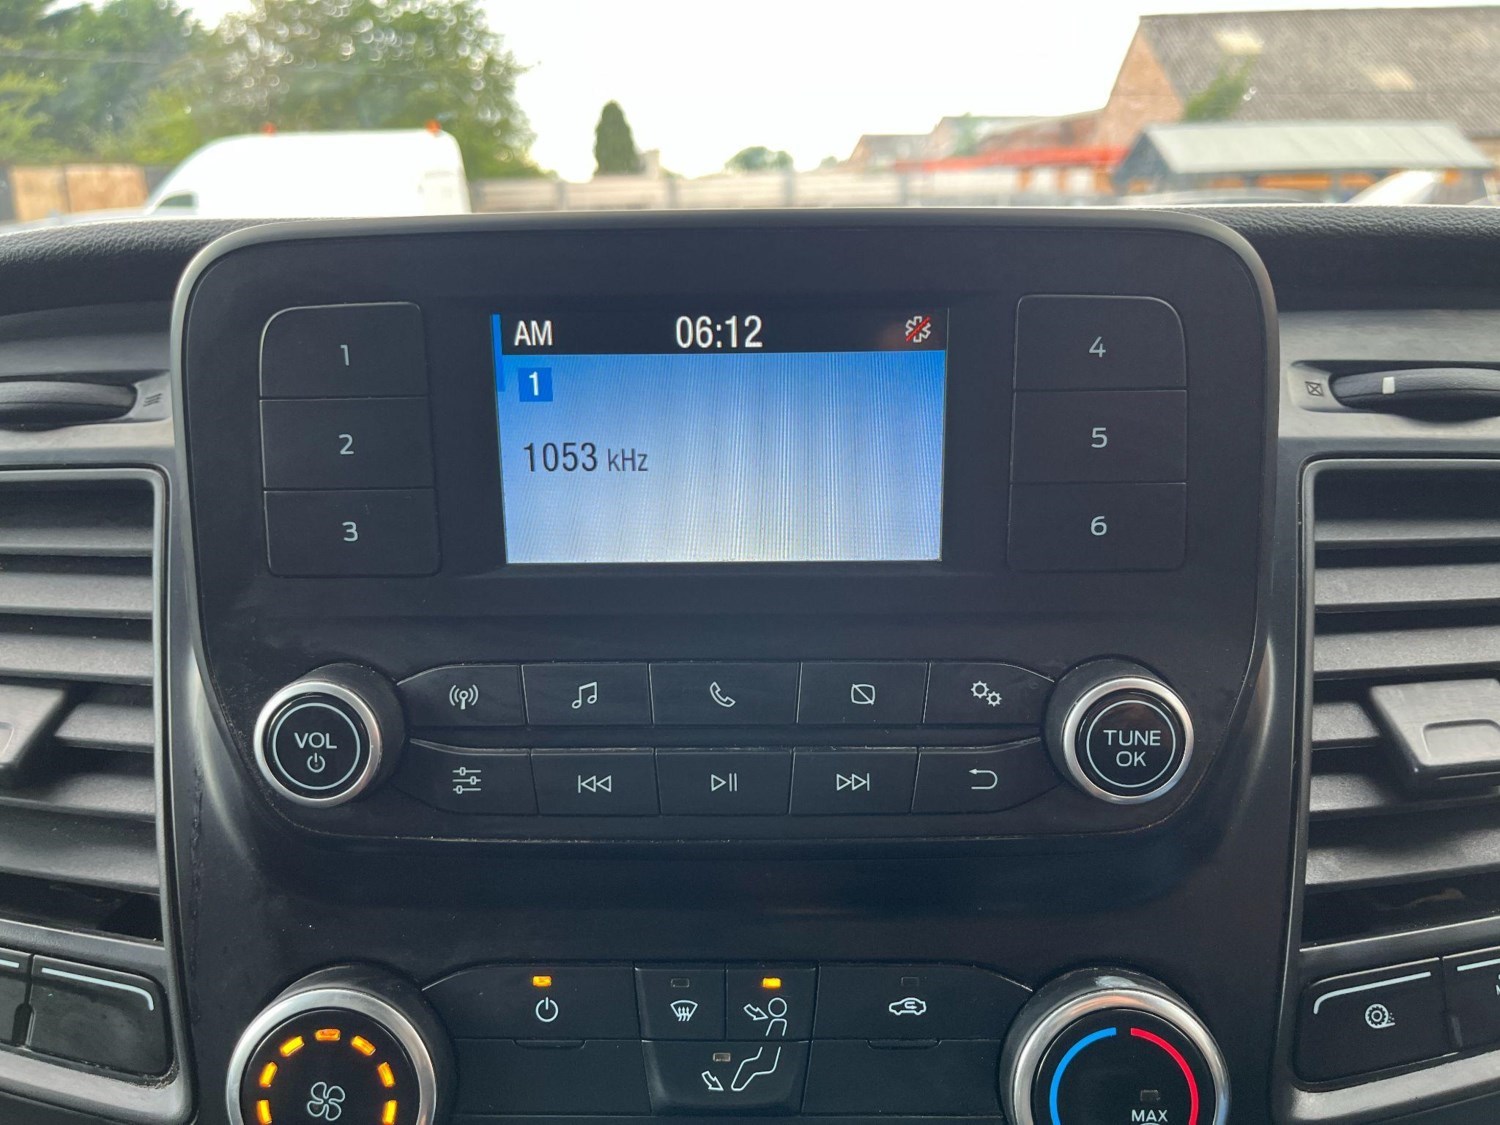 AM 06:12
1
1053 kHz
1
2
3
4
5
6
VOL
TUNE
OK
MAX